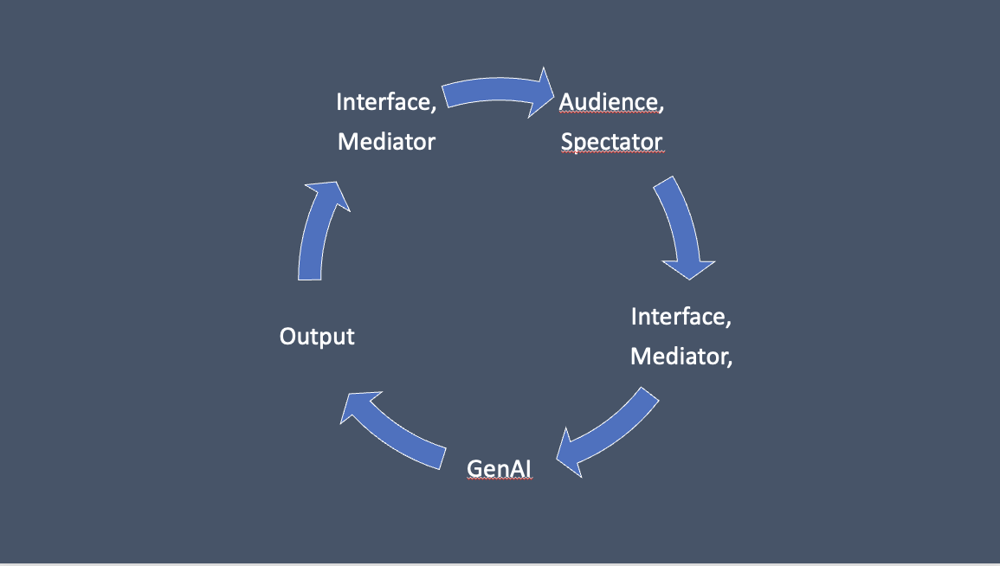 Interface,
Mediator
Audience,
Spectator
Interface,
Mediator,
GenAI
Output